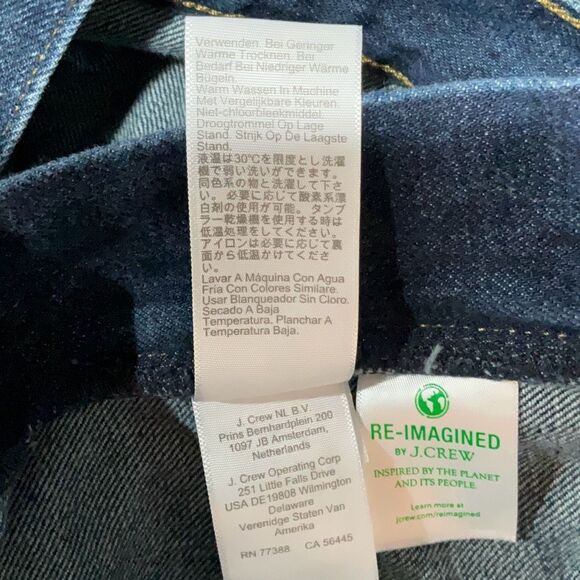 Verwenden. Bei Geringer
Wärme Trocknen. Bei
Bedarf Bei Niedriger Wärme
Bügeln.
Warm Wassen In Machine
Met Vergelijkbare Kleuren.
Niet-chloorbleekmiddel.
Droogtrommel Op Lage
Stand. Strijk Op De Laagste
Stand.
液温は30℃を限度とし洗濯
機で弱い洗いができます。
同色系の物と洗濯して下さ
い。 必要に応じて酸素系漂
白剤の使用が可能。 タンブ
ラー乾燥機を使用する時は
低温処理をしてください。
アイロンは必要に応じて裏
面から低温かけてください。
Lavar A Máquina Con Agua
Fría Con Colores Similare.
Usar Blanqueador Sin Cloro.
Secado A Baja
Temperatura. Planchar A
Temperatura Baja.
J. Crew NL B.V.
Prins Bernhardplein 200
1097 JB Amsterdam,
Netherlands
J. Crew Operating Corp
251 Little Falls Drive
USA DE19808 Wilmington
Delaware
Verenidge Staten Van
Amerika
RN 77388 CA 56445
RE-IMAGINED
BY J.CREW
INSPIRED BY THE PLANET
AND ITS PEOPLE.
Learn more at
jcrew.com/reimagined